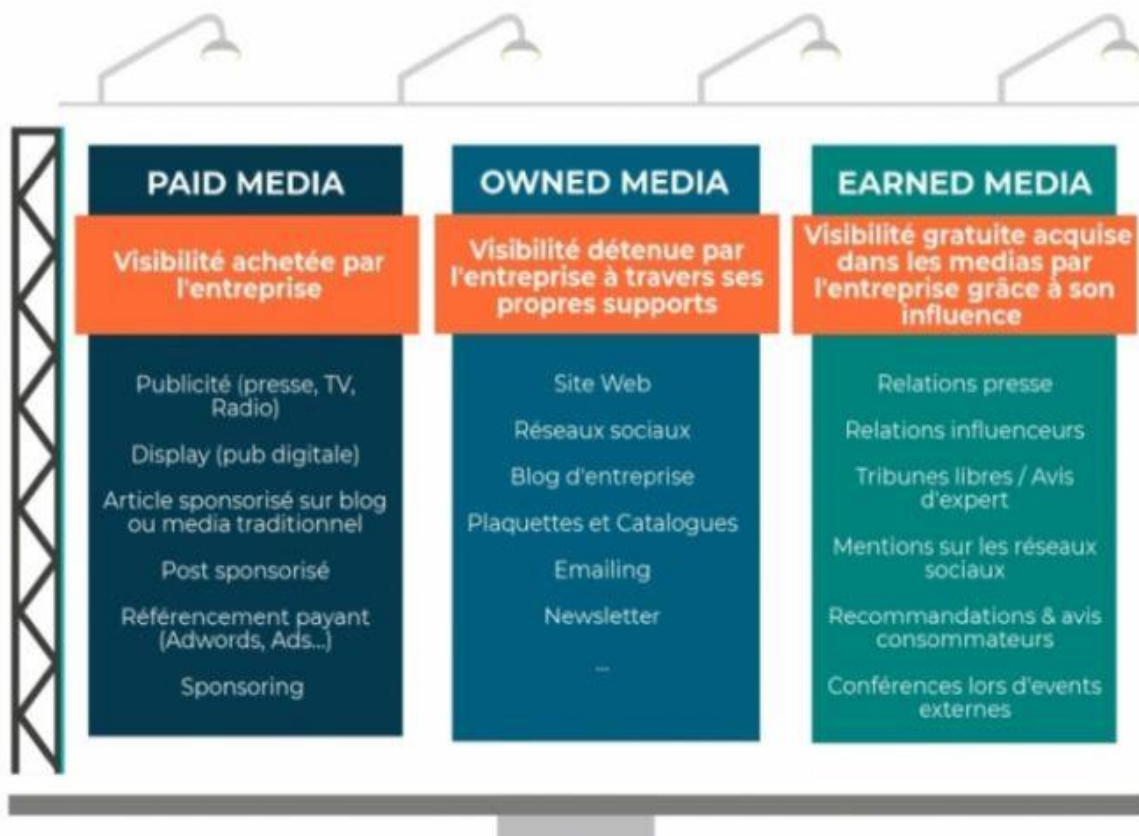 PAID MEDIA
Visibilité achetée par
l'entreprise
Publicité (presse, TV,
Radio)
Display (pub digitale)
Article sponsorisé sur blog
ou media traditionnel
Post sponsorisé
Référencement payant
(Adwords, Ads...)
Sponsoring
OWNED MEDIA
Visibilité détenue par
l'entreprise à travers ses
propres supports
Site Web
Réseaux sociaux
Blog d'entreprise
Plaquettes et Catalogues
Emailing
Newsletter
...
EARNED MEDIA
Visibilité gratuite acquise
dans les medias par
l'entreprise grâce à son
influence
Relations presse
Relations influenceurs
Tribunes libres / Avis
d'expert
Mentions sur les réseaux
sociaux
Recommandations & avis
consommateurs
Conférences lors d'events
externes